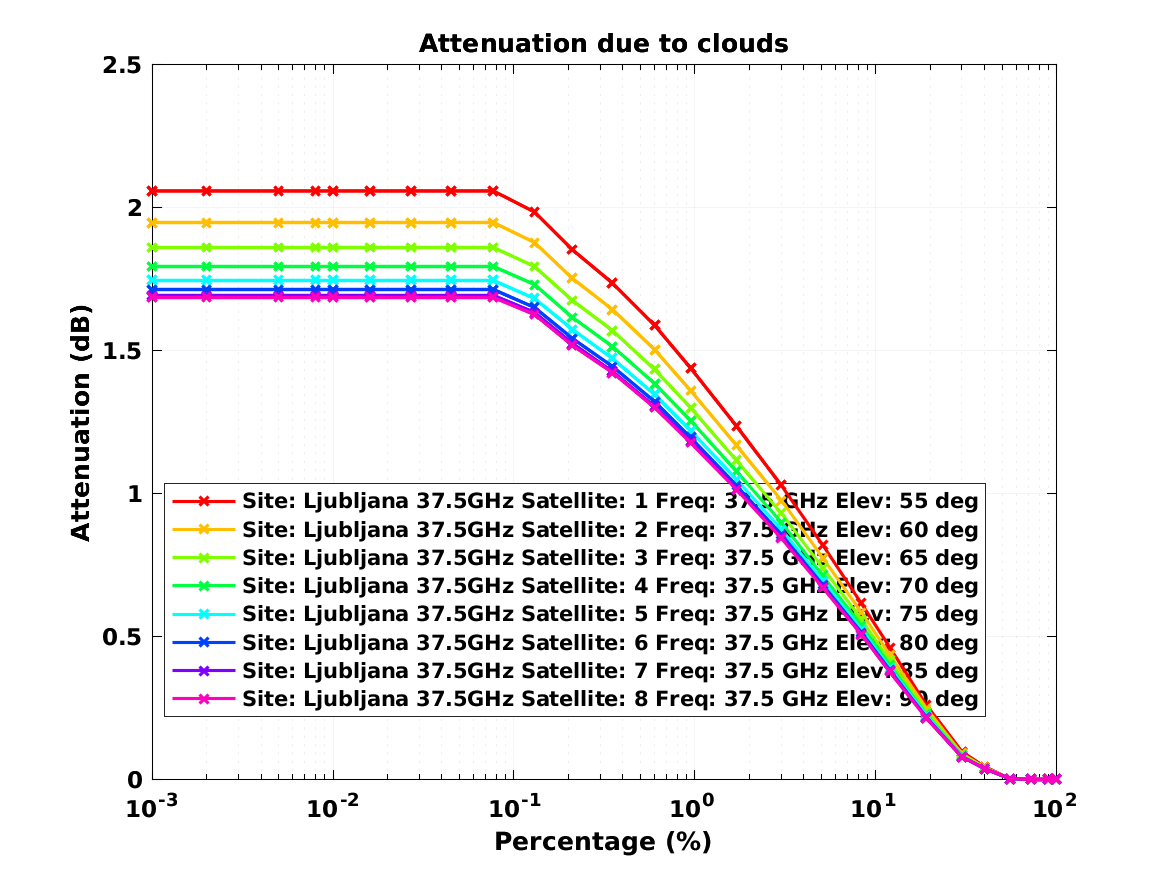 Attenuation due to clouds
2.5
2
1.5
1
0.5
0
Attenuation (dB)
Site: Ljubljana 37.5GHz Satellite: 1 Freq: 37.5 GHz Elev: 55 deg
Site: Ljubljana 37.5GHz Satellite: 2 Freq: 37.5 GHz Elev: 60 deg
Site: Ljubljana 37.5GHz Satellite: 3 Freq: 37.5 GHz Elev: 65 deg
Site: Ljubljana 37.5GHz Satellite: 4 Freq: 37.5 GHz Elev: 70 deg
Site: Ljubljana 37.5GHz Satellite: 5 Freq: 37.5 GHz Elev: 75 deg
Site: Ljubljana 37.5GHz Satellite: 6 Freq: 37.5 GHz Elev: 80 deg
Site: Ljubljana 37.5GHz Satellite: 7 Freq: 37.5 GHz Elev: 85 deg
Site: Ljubljana 37.5GHz Satellite: 8 Freq: 37.5 GHz Elev: 90 deg
10^-3 10^-2 10^-1 10^0 10^1 10^2
Percentage (%)